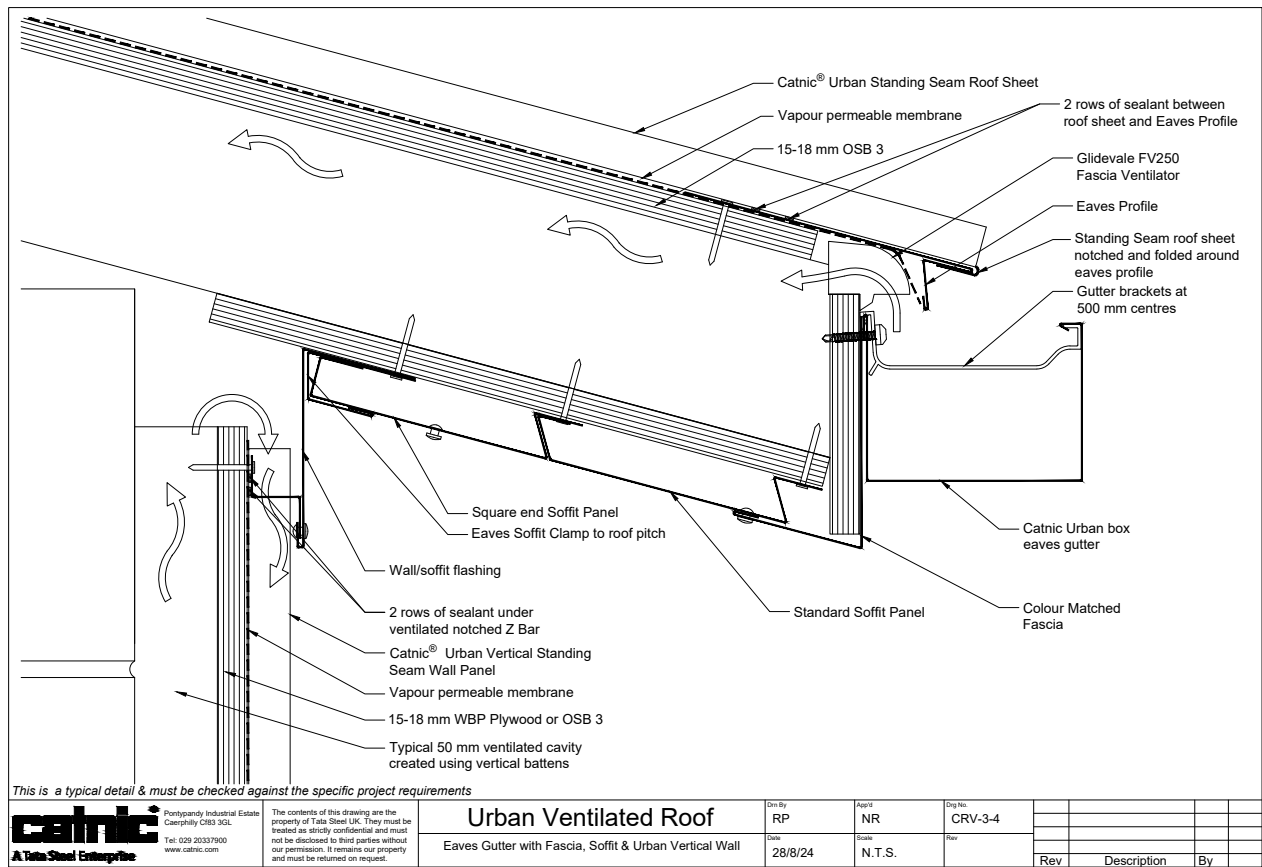 Catnic® Urban Standing Seam Roof Sheet
Vapour permeable membrane
15-18 mm OSB 3
2 rows of sealant between
roof sheet and Eaves Profile
Glidevale FV250
Fascia Ventilator
Eaves Profile
Standing Seam roof sheet
notched and folded around
eaves profile
Gutter brackets at
500 mm centres
Square end Soffit Panel
Eaves Soffit Clamp to roof pitch
Wall/soffit flashing
2 rows of sealant under
ventilated notched Z Bar
Catnic® Urban Vertical Standing
Seam Wall Panel
Vapour permeable membrane
15-18 mm WBP Plywood or OSB 3
Typical 50 mm ventilated cavity
created using vertical battens
Standard Soffit Panel
Catnic Urban box
eaves gutter
Colour Matched
Fascia
This is a typical detail & must be checked against the specific project requirements
catnic
A Tata Steel Enterprise
Pontypandy Industrial Estate
Caerphilly Cf83 3GL
Tel: 029 20337900
www.catnic.com
The contents of this drawing are the
property of Tata Steel UK. They must be
treated as strictly confidential and must
not be disclosed to third parties without
our permission. It remains our property
and must be returned on request.
Urban Ventilated Roof
Eaves Gutter with Fascia, Soffit & Urban Vertical Wall
Drn By
RP
App'd
NR
Drg No.
CRV-3-4
Date
28/8/24
Scale
N.T.S.
Rev
Rev Description By